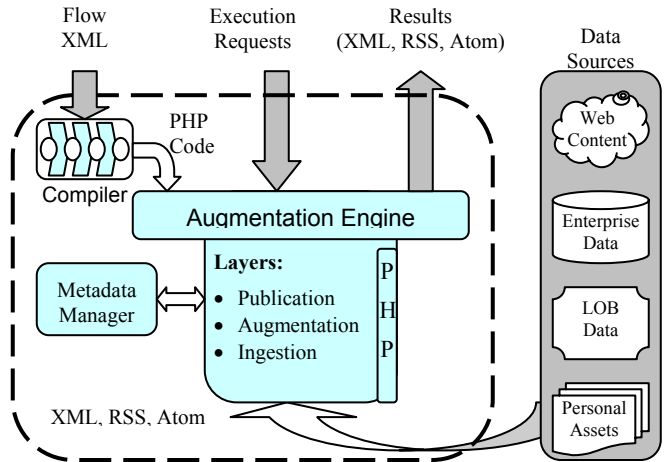 Flow
XML
Execution
Requests
Results
(XML, RSS, Atom)
Data
Sources
PHP
Code
Compiler
Web
Content
Augmentation Engine
Enterprise
Data
Layers:
• Publication
• Augmentation
• Ingestion
P
H
P
Metadata
Manager
LOB
Data
XML, RSS, Atom
Personal
Assets